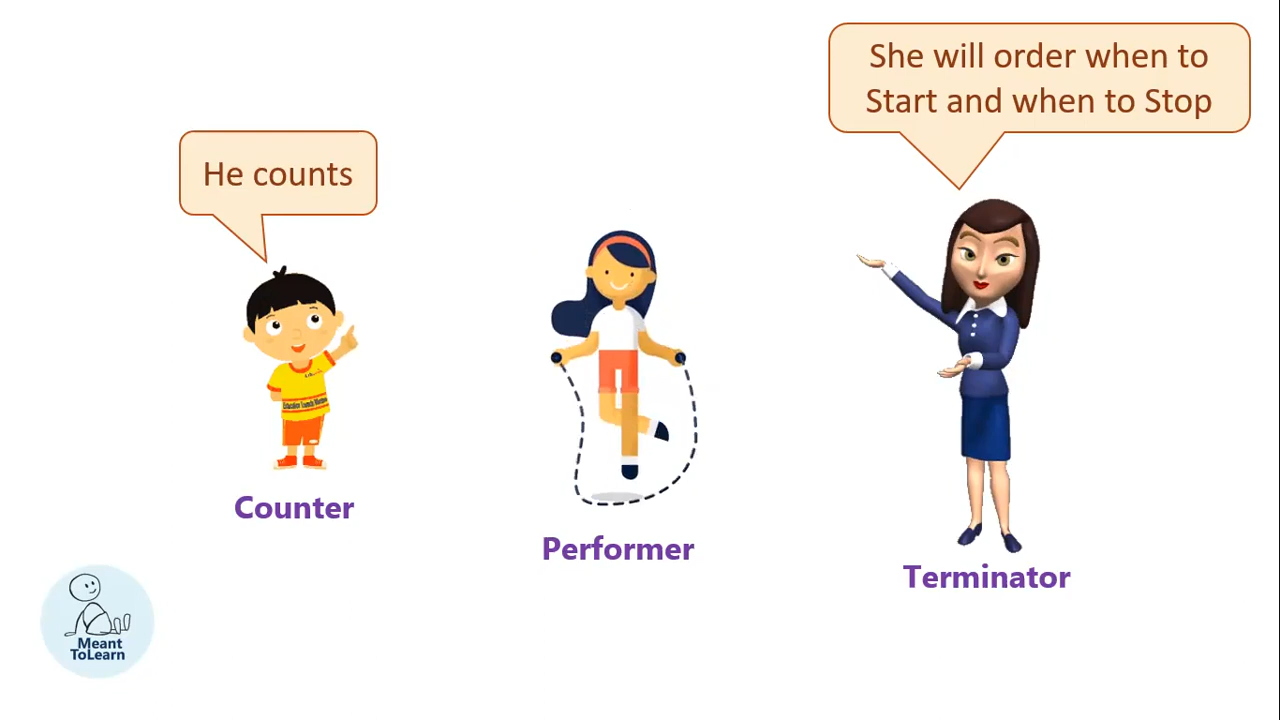 She will order when to
Start and when to Stop
He counts
Counter
Performer
Terminator
Meant
ToLearn